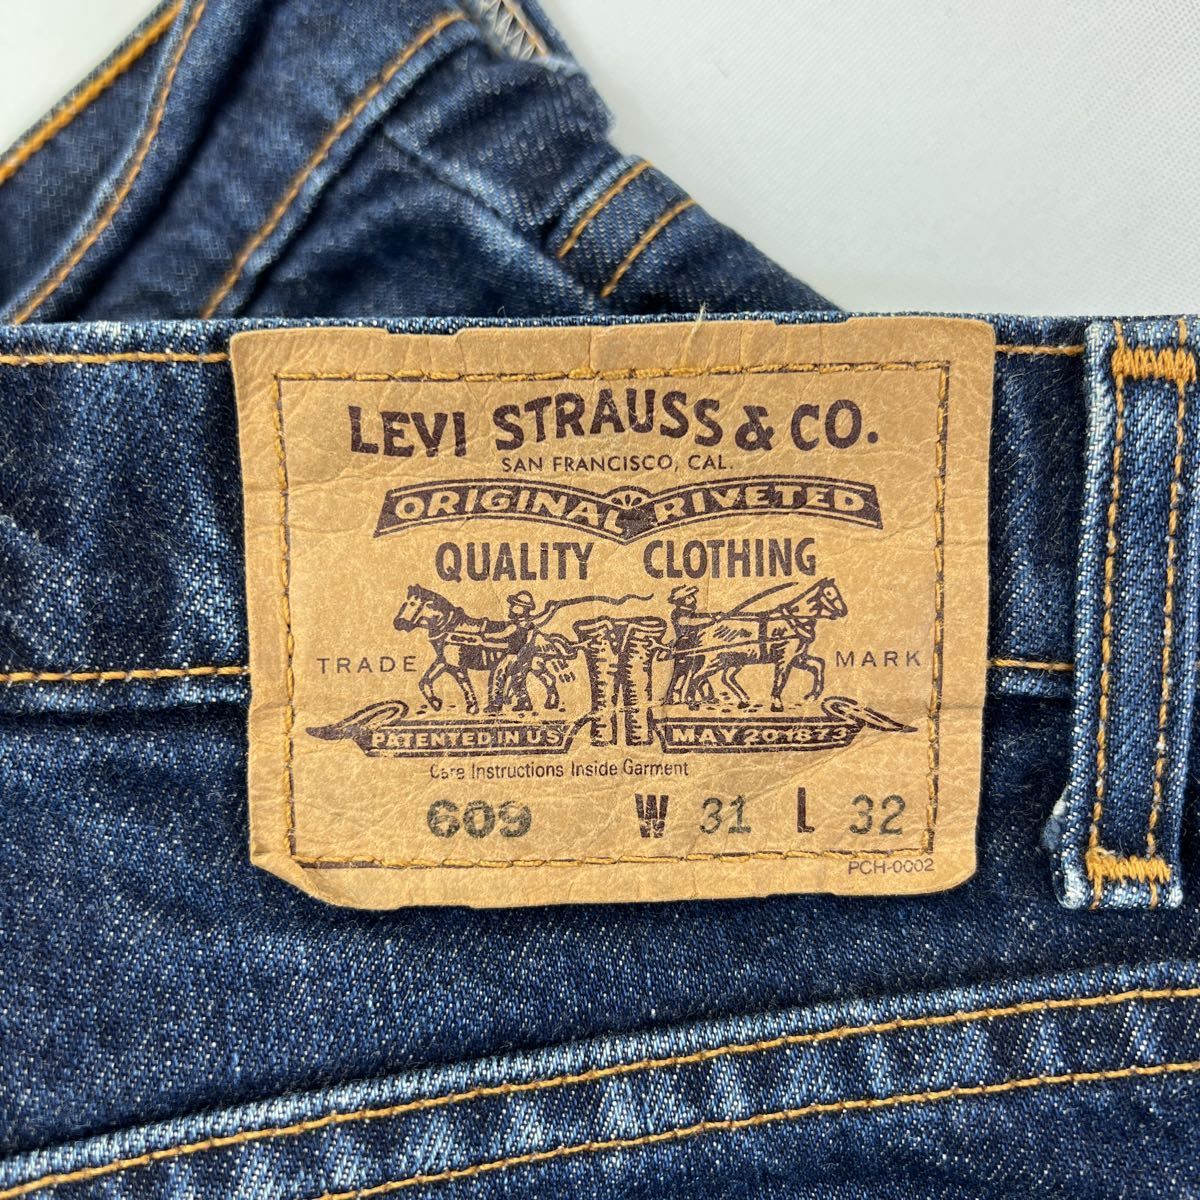 LEVI STRAUSS & CO.
SAN FRANCISCO, CAL.
ORIGINAL RIVETED
QUALITY CLOTHING
TRADE MARK
PATENTED IN U.S. MAY 20 1873
Care Instructions Inside Garment
609 W 31 L 32
PCH-0002